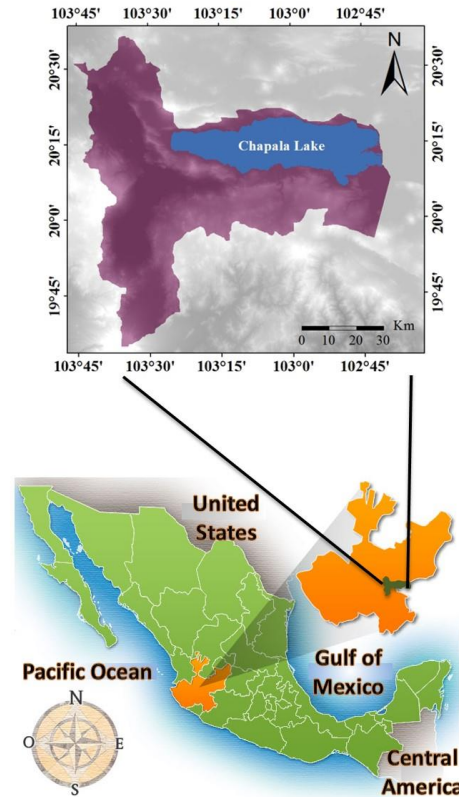 103°45' 103°30' 103°15' 103°0' 102°45'
N
20°30'
20°30'
20°15'
20°15'
Chapala Lake
20°0'
20°0'
19°45'
19°45'
Km
0 10 20 30
103°45' 103°30' 103°15' 103°0' 102°45'
United
States
Pacific Ocean
Gulf of
Mexico
N
O
E
S
Central
America